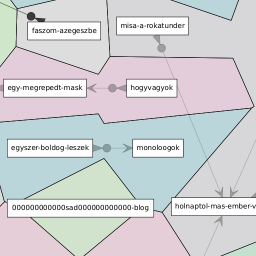 misa-a-rokatunder
faszom-azegeszbe
egy-megrepedt-mask
hogyvagyok
egyszer-boldog-leszek
monoloogok
000000000000sad000000000000-blog
holnaptol-mas-ember-v